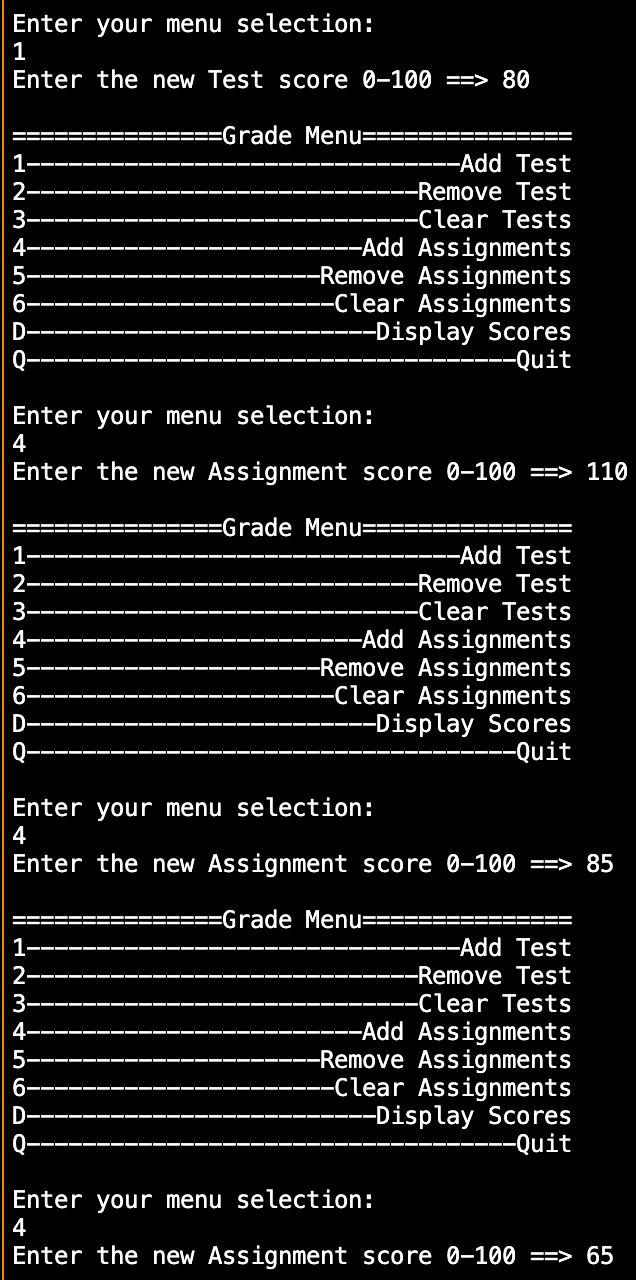 Enter your menu selection:
1
Enter the new Test score 0-100 ==> 80
===============Grade Menu===============
1-------------------------------Add Test
2----------------------------Remove Test
3----------------------------Clear Tests
4------------------------Add Assignments
5---------------------Remove Assignments
6----------------------Clear Assignments
D-------------------------Display Scores
Q-----------------------------------Quit
Enter your menu selection:
4
Enter the new Assignment score 0-100 ==> 110
===============Grade Menu===============
1-------------------------------Add Test
2----------------------------Remove Test
3----------------------------Clear Tests
4------------------------Add Assignments
5---------------------Remove Assignments
6----------------------Clear Assignments
D-------------------------Display Scores
Q-----------------------------------Quit
Enter your menu selection:
4
Enter the new Assignment score 0-100 ==> 85
===============Grade Menu===============
1-------------------------------Add Test
2----------------------------Remove Test
3----------------------------Clear Tests
4------------------------Add Assignments
5---------------------Remove Assignments
6----------------------Clear Assignments
D-------------------------Display Scores
Q-----------------------------------Quit
Enter your menu selection:
4
Enter the new Assignment score 0-100 ==> 65